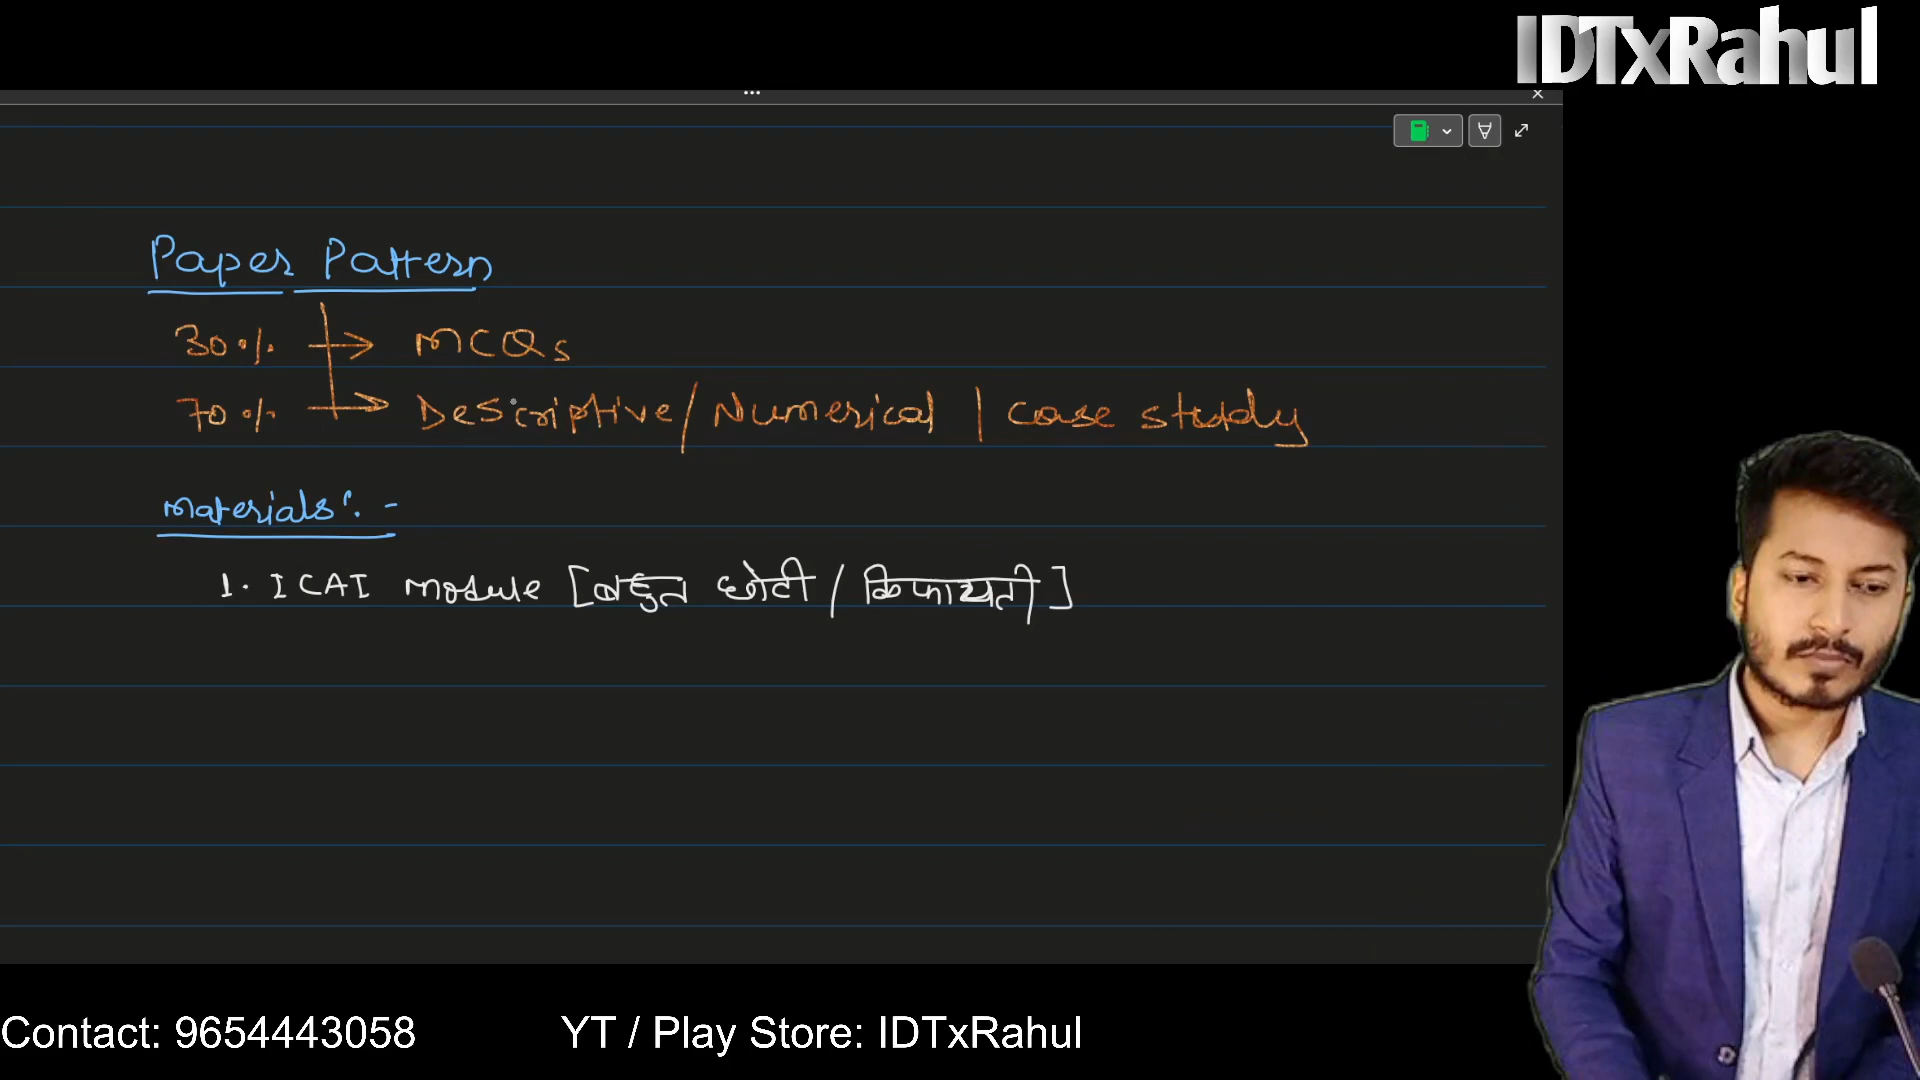 IDTxRahul
Paper Pattern
30% → MCQs
70% → Descriptive / Numerical | Case study
Materials :-
1. ICAI Module [बहुत छोटी / किफायती]
Contact: 9654443058 YT / Play Store: IDTxRahul